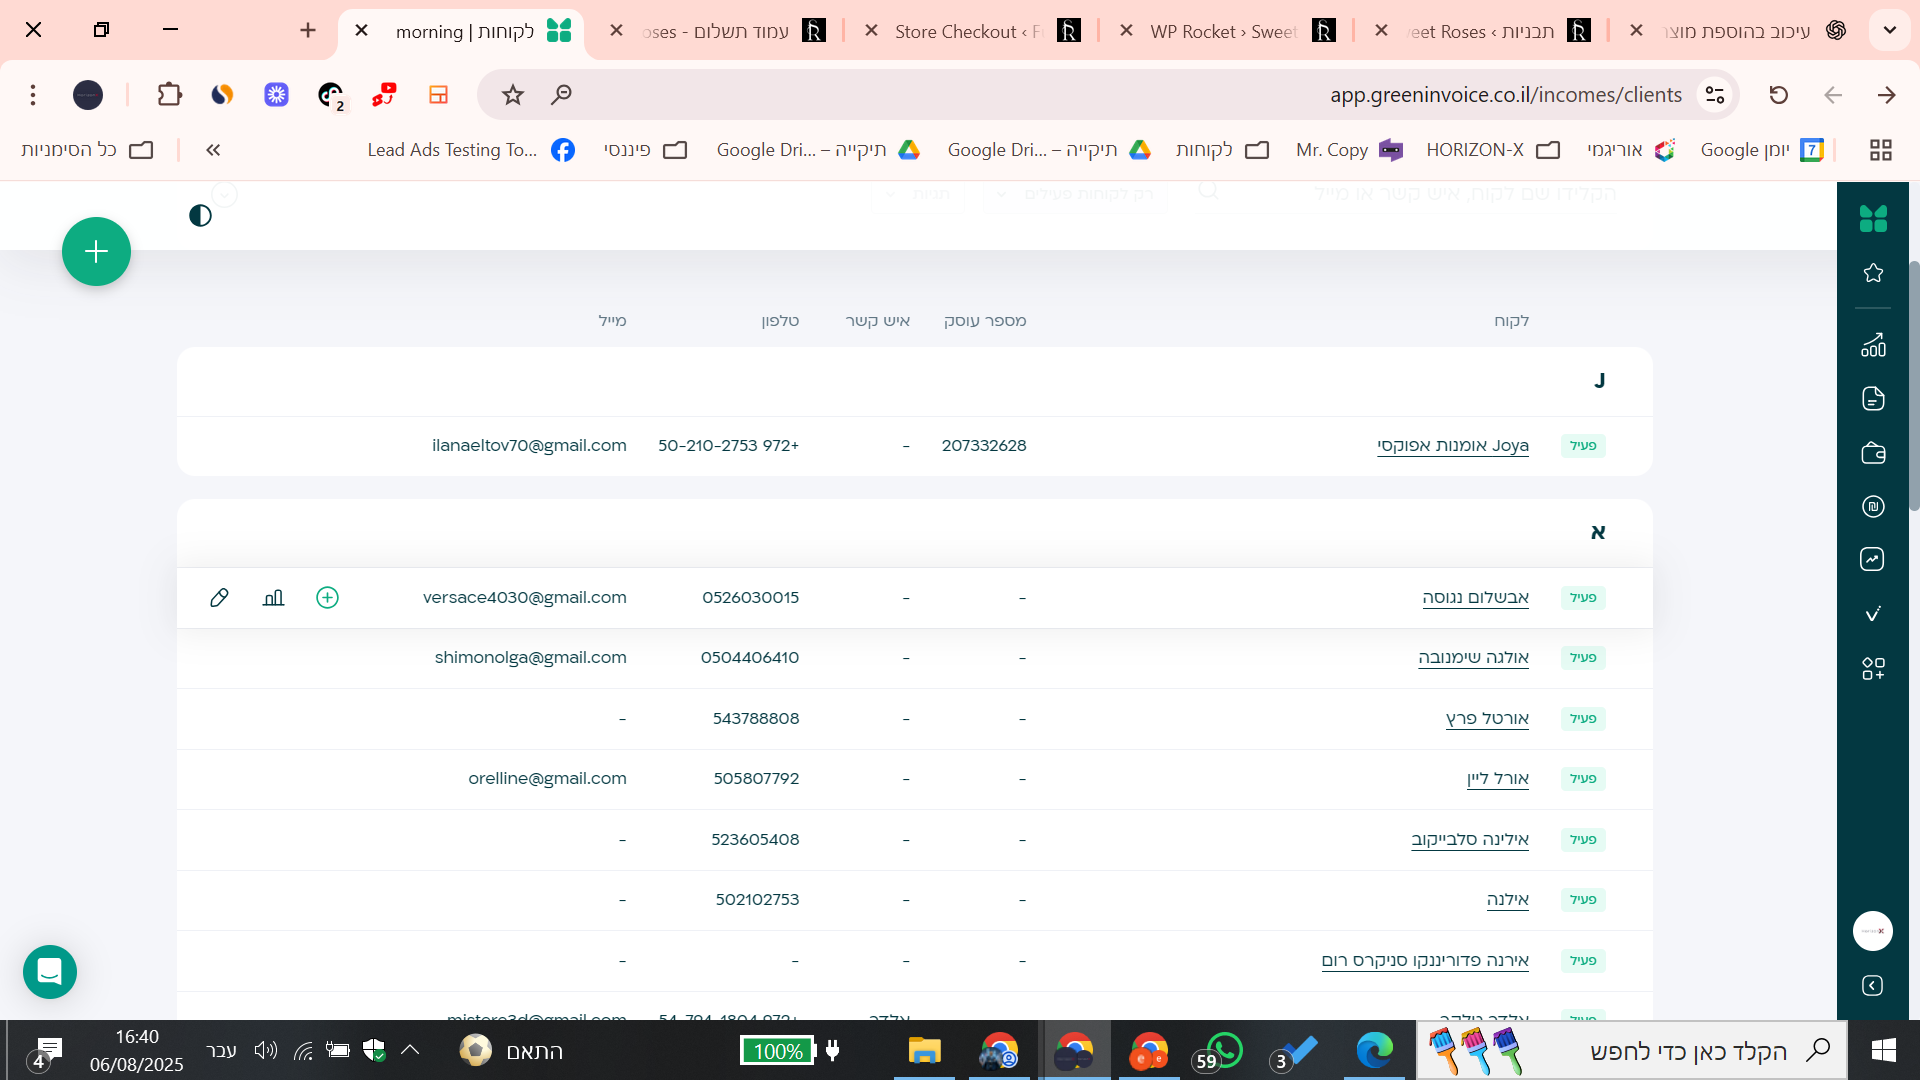 לקוחות | morning
עמוד תשלום - oses
Store Checkout ‹ F
WP Rocket › Sweet
תבניות ‹ Sweet Roses
עיכוב בהוספת מוצר
app.greeninvoice.co.il/incomes/clients
2
יומן Google
7
אוריגמי
HORIZON-X
Mr. Copy
לקוחות
תיקייה – ...Google Dri
תיקייה – ...Google Dri
פיננסי
Lead Ads Testing To...
«
כל הסימניות
הקלידו שם לקוח, איש קשר או מייל
רק לקוחות פעילים
תגיות
לקוח
מספר עוסק
איש קשר
טלפון
מייל
J
פעיל Joya אומנות אפוקסי 207332628 - +972 50-210-2753 ilanaeltov70@gmail.com
א
פעיל אבשלום נגוסה - - 0526030015 versace4030@gmail.com
פעיל אולגה שימנובה - - 0504406410 shimonolga@gmail.com
פעיל אורטל פרץ - - 543788808 -
פעיל אורל ליין - - 505807792 orelline@gmail.com
פעיל אילינה סלבייקוב - - 523605408 -
פעיל אילנה - - 502102753 -
פעיל אירנה פדוריננקו סניקרס רום - - - -
הקלד כאן כדי לחפש
3
59
100%
התאם
עבר
16:40
06/08/2025
4